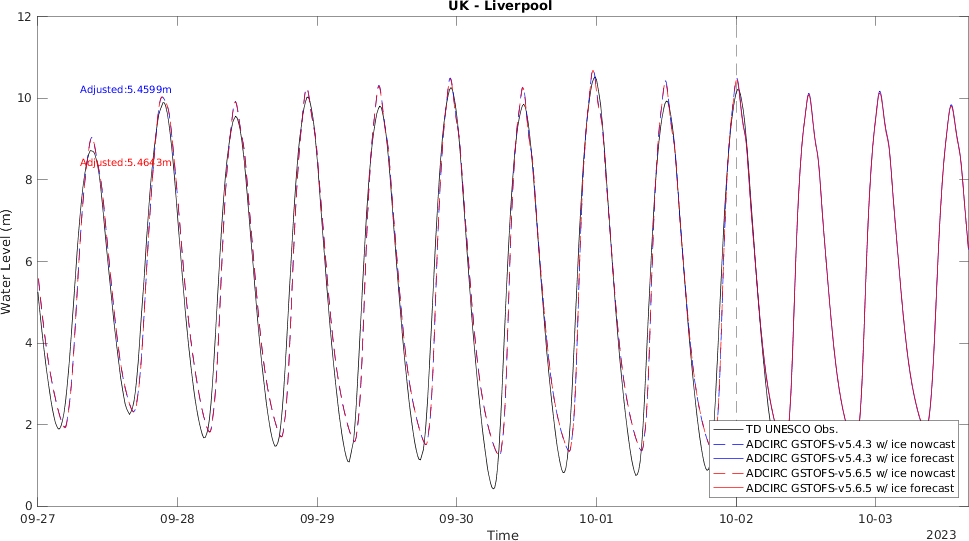 UK - Liverpool
12
10
8
6
4
2
0
Water Level (m)
Adjusted:5.4599m
Adjusted:5.4643m
TD UNESCO Obs.
ADCIRC GSTOFS-v5.4.3 w/ ice nowcast
ADCIRC GSTOFS-v5.4.3 w/ ice forecast
ADCIRC GSTOFS-v5.6.5 w/ ice nowcast
ADCIRC GSTOFS-v5.6.5 w/ ice forecast
09-27 09-28 09-29 09-30 10-01 10-02 10-03
Time
2023